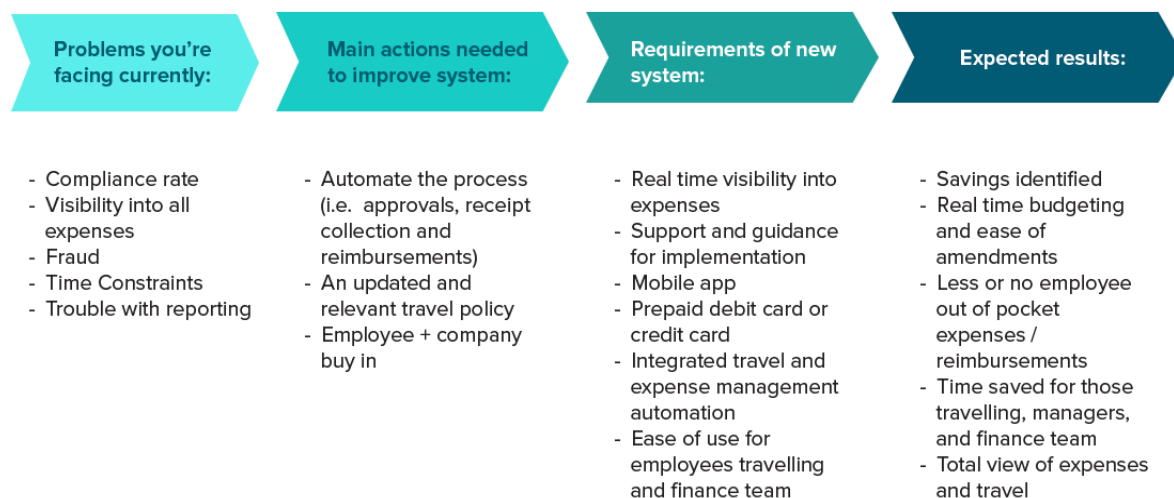 Problems you're
facing currently:
Main actions needed
to improve system:
Requirements of new
system:
Expected results:
- Compliance rate
- Visibility into all
expenses
- Fraud
- Time Constraints
- Trouble with reporting
- Automate the process
(i.e. approvals, receipt
collection and
reimbursements)
- An updated and
relevant travel policy
- Employee + company
buy in
- Real time visibility into
expenses
- Support and guidance
for implementation
- Mobile app
- Prepaid debit card or
credit card
- Integrated travel and
expense management
automation
- Ease of use for
employees travelling
and finance team
- Savings identified
- Real time budgeting
and ease of
amendments
- Less or no employee
out of pocket
expenses /
reimbursements
- Time saved for those
travelling, managers,
and finance team
- Total view of expenses
and travel